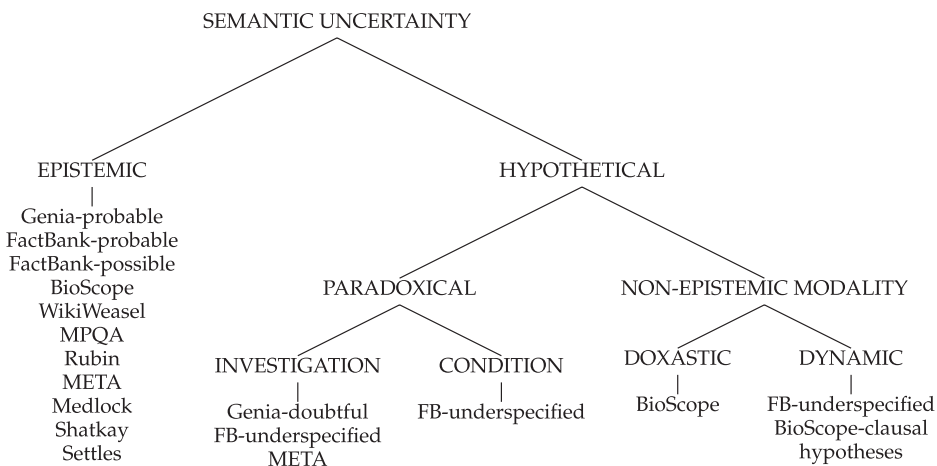 SEMANTIC UNCERTAINTY
EPISTEMIC
Genia-probable
FactBank-probable
FactBank-possible
BioScope
WikiWeasel
MPQA
Rubin
META
Medlock
Shatkay
Settles
HYPOTHETICAL
PARADOXICAL
INVESTIGATION
Genia-doubtful
FB-underspecified
META
CONDITION
FB-underspecified
NON-EPISTEMIC MODALITY
DOXASTIC
BioScope
DYNAMIC
FB-underspecified
BioScope-clausal
hypotheses